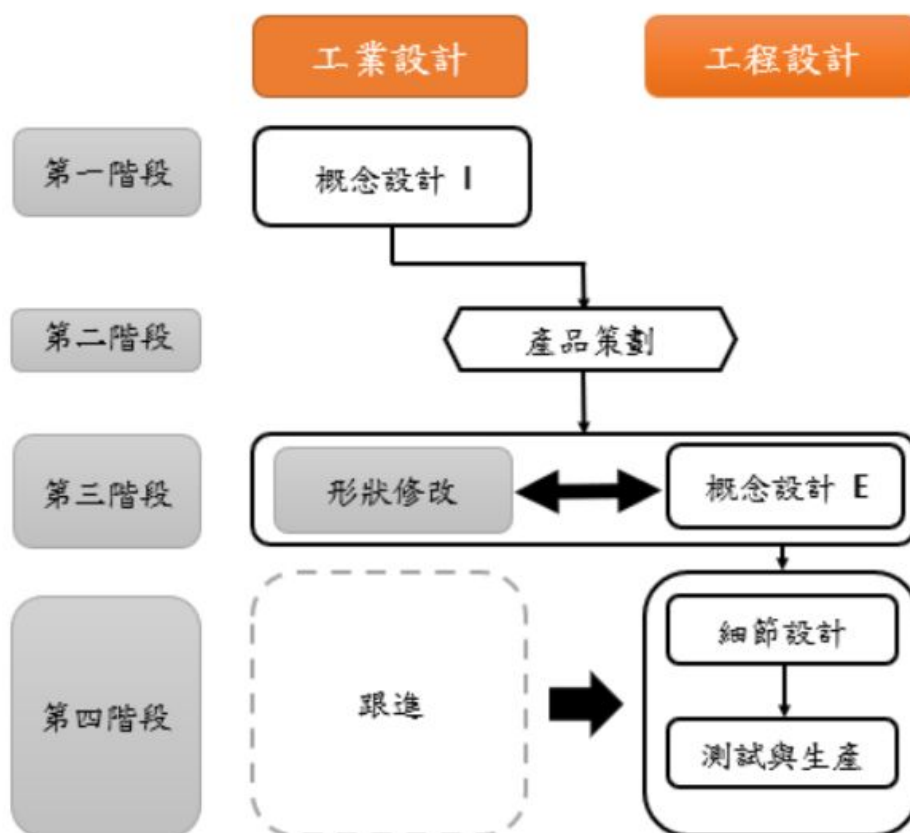 工業設計
工程設計
第一階段
概念設計 I
第二階段
產品策劃
第三階段
形狀修改
概念設計 E
第四階段
跟進
細節設計
測試與生產